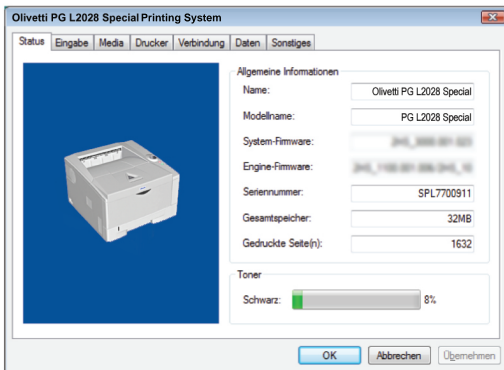 Olivetti PG L2028 Special Printing System
Status Eingabe Media Drucker Verbindung Daten Sonstiges
Allgemeine Informationen
Name: Olivetti PG L2028 Special
Modellname: PG L2028 Special
System-Firmware:
Engine-Firmware:
Seriennummer: SPL7700911
Gesamtspeicher: 32MB
Gedruckte Seite(n): 1632
Toner
Schwarz: 8%
OK Abbrechen Übernehmen